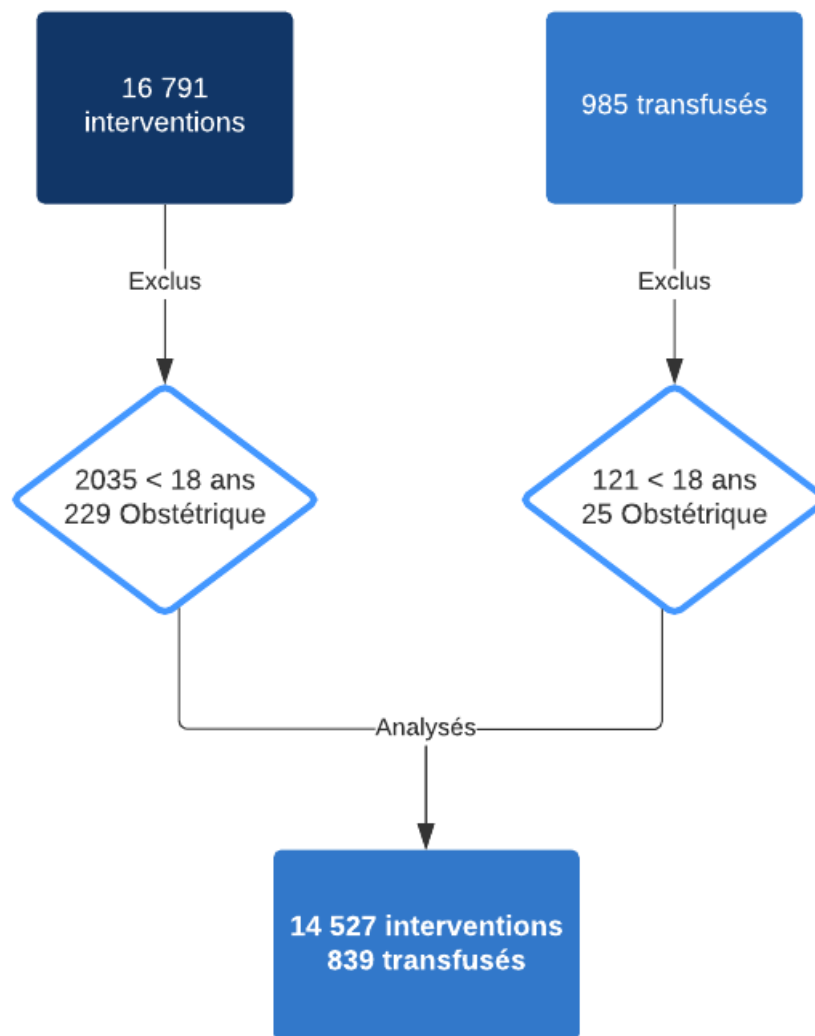 16 791
interventions
985 transfusés
Exclus
Exclus
2035 < 18 ans
229 Obstétrique
121 < 18 ans
25 Obstétrique
Analysés
14 527 interventions
839 transfusés